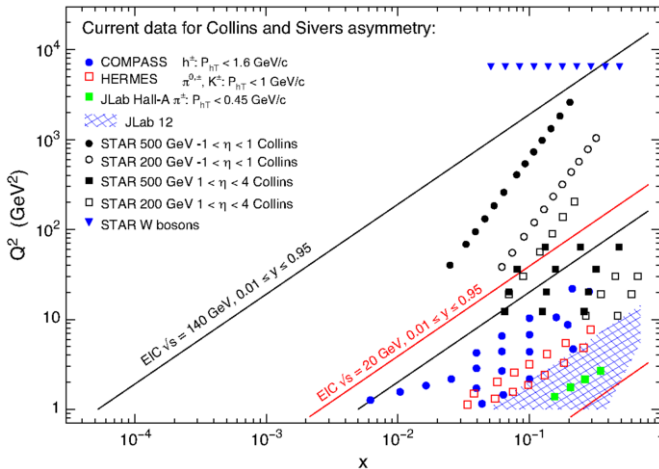 Current data for Collins and Sivers asymmetry:
COMPASS h±: P_hT < 1.6 GeV/c
HERMES π⁰,±, K±: P_hT < 1 GeV/c
JLab Hall-A π±: P_hT < 0.45 GeV/c
JLab 12
STAR 500 GeV -1 < η < 1 Collins
STAR 200 GeV -1 < η < 1 Collins
STAR 500 GeV 1 < η < 4 Collins
STAR 200 GeV 1 < η < 4 Collins
STAR W bosons
Q² (GeV²)
10⁴
10³
10²
10
1
EIC √s = 140 GeV, 0.01 ≤ y ≤ 0.95
EIC √s = 20 GeV, 0.01 ≤ y ≤ 0.95
10⁻⁴ 10⁻³ 10⁻² 10⁻¹ 1
x